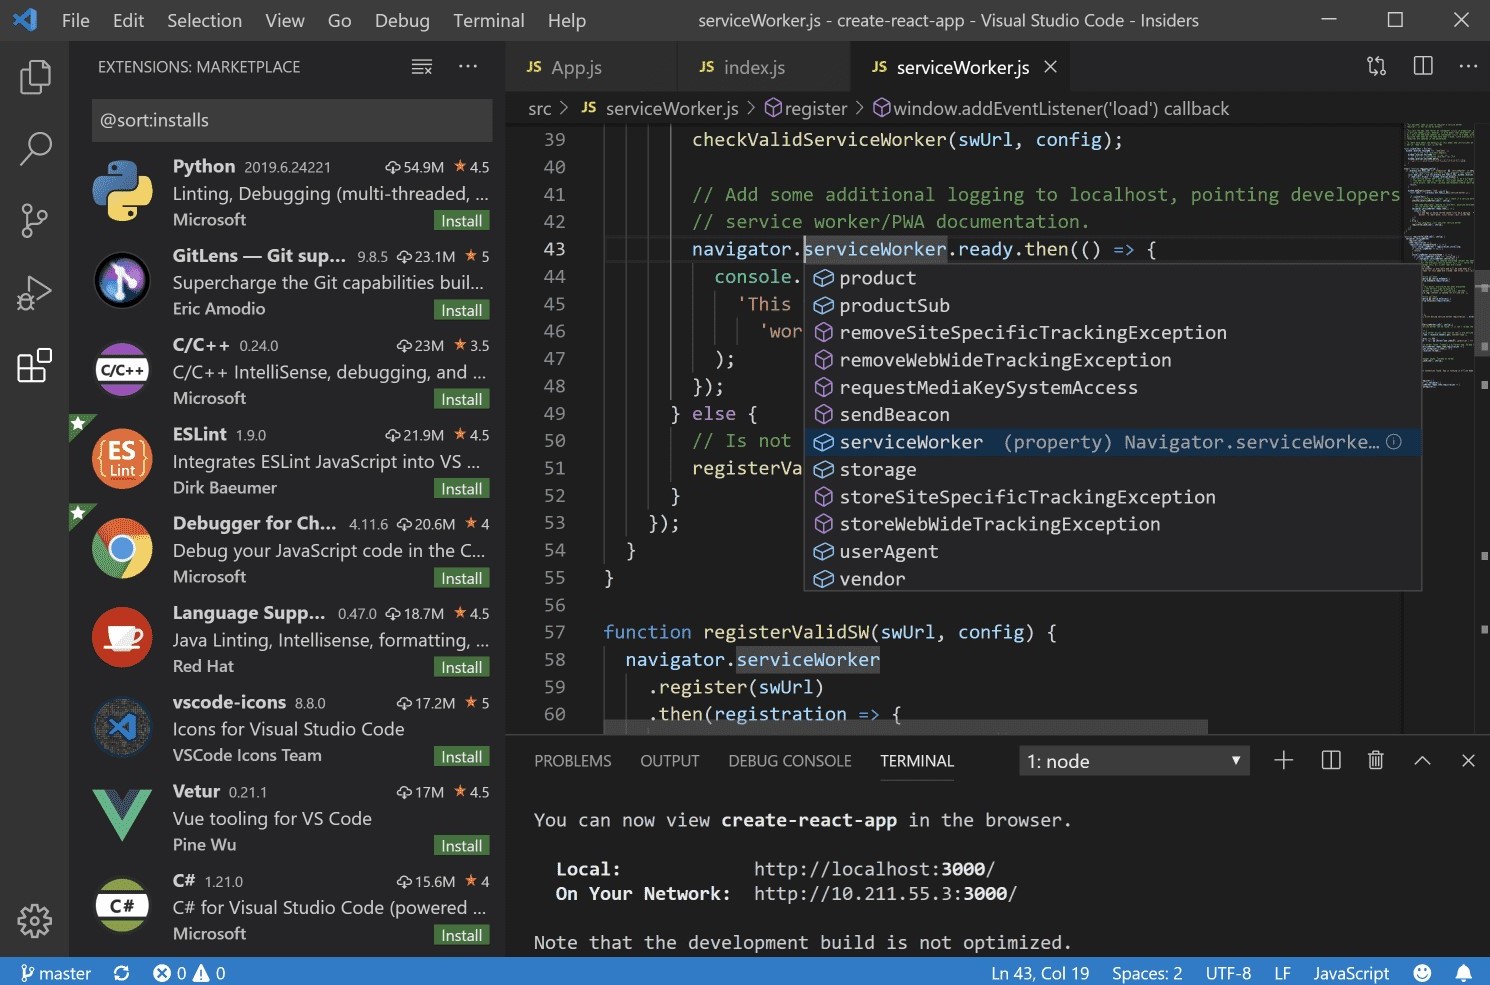 File Edit Selection View Go Debug Terminal Help serviceWorker.js - create-react-app - Visual Studio Code - Insiders
EXTENSIONS: MARKETPLACE
@sort:installs
Python 2019.6.24221 54.9M 4.5
Linting, Debugging (multi-threaded, ...
Microsoft Install
GitLens — Git sup... 9.8.5 23.1M 5
Supercharge the Git capabilities buil...
Eric Amodio Install
C/C++
C/C++ 0.24.0 23M 3.5
C/C++ IntelliSense, debugging, and ...
Microsoft Install
ES
Lint
ESLint 1.9.0 21.9M 4.5
Integrates ESLint JavaScript into VS ...
Dirk Baeumer Install
Debugger for Ch... 4.11.6 20.6M 4
Debug your JavaScript code in the C...
Microsoft Install
Language Supp... 0.47.0 18.7M 4.5
Java Linting, Intellisense, formatting, ...
Red Hat Install
vscode-icons 8.8.0 17.2M 5
Icons for Visual Studio Code
VSCode Icons Team Install
Vetur 0.21.1 17M 4.5
Vue tooling for VS Code
Pine Wu Install
C#
C# 1.21.0 15.6M 4
C# for Visual Studio Code (powered ...
Microsoft Install
JS App.js JS index.js JS serviceWorker.js
src > JS serviceWorker.js > register > window.addEventListener('load') callback
39 checkValidServiceWorker(swUrl, config);
40
41 // Add some additional logging to localhost, pointing developers
42 // service worker/PWA documentation.
43 navigator.serviceWorker.ready.then(() => {
44 console.
45 'This
46 'wor
47 );
48 });
49 } else {
50 // Is not
51 registerVa
52 }
53 });
54 }
55 }
56
57 function registerValidSW(swUrl, config) {
58 navigator.serviceWorker
59 .register(swUrl)
60 .then(registration => {
product
productSub
removeSiteSpecificTrackingException
removeWebWideTrackingException
requestMediaKeySystemAccess
sendBeacon
serviceWorker (property) Navigator.serviceWorke...
storage
storeSiteSpecificTrackingException
storeWebWideTrackingException
userAgent
vendor
PROBLEMS OUTPUT DEBUG CONSOLE TERMINAL 1: node
You can now view create-react-app in the browser.
Local: http://localhost:3000/
On Your Network: http://10.211.55.3:3000/
Note that the development build is not optimized.
master 0 0 Ln 43, Col 19 Spaces: 2 UTF-8 LF JavaScript